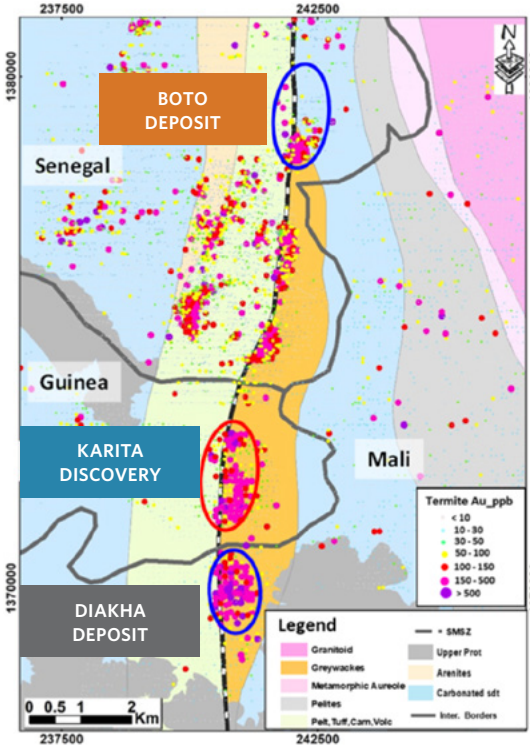 237500
242500
N
1380000
BOTO
DEPOSIT
Senegal
Guinea
KARITA
DISCOVERY
Mali
Termite Au_ppb
< 10
10 - 30
30 - 50
50 - 100
100 - 150
150 - 500
> 500
1370000
DIAKHA
DEPOSIT
Legend
Granitoid
Greywackes
Metamorphic Aureole
Pelites
Pelt,Tuff,Carn,Volc
SMSZ
Upper Prot
Arenites
Carbonated sdt
Inter. Borders
0 0.5 1 2
Km
237500
242500